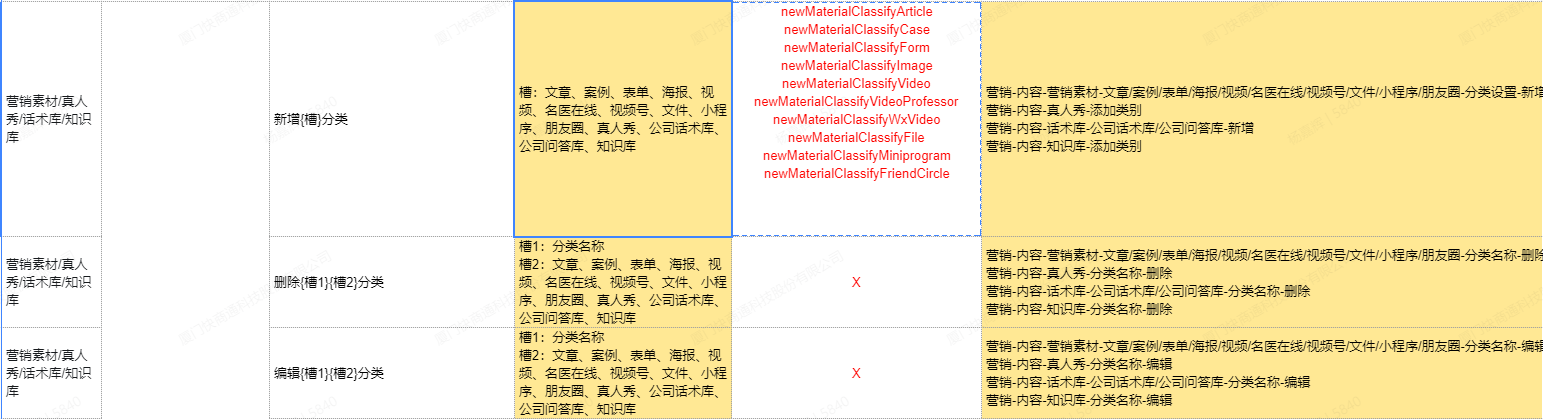 营销素材/真人
秀/话术库/知识
库
新增{槽}分类
槽：文章、案例、表单、海报、视
频、名医在线、视频号、文件、小程
序、朋友圈、真人秀、公司话术库、
公司问答库、知识库
newMaterialClassifyArticle
newMaterialClassifyCase
newMaterialClassifyForm
newMaterialClassifyImage
newMaterialClassifyVideo
newMaterialClassifyVideoProfessor
newMaterialClassifyWxVideo
newMaterialClassifyFile
newMaterialClassifyMiniprogram
newMaterialClassifyFriendCircle
营销-内容-营销素材-文章/案例/表单/海报/视频/名医在线/视频号/文件/小程序/朋友圈-分类设置-新增
营销-内容-真人秀-添加类别
营销-内容-话术库-公司话术库/公司问答库-新增
营销-内容-知识库-添加类别
营销素材/真人
秀/话术库/知识
库
删除{槽1}{槽2}分类
槽1：分类名称
槽2：文章、案例、表单、海报、视
频、名医在线、视频号、文件、小程
序、朋友圈、真人秀、公司话术库、
公司问答库、知识库
X
营销-内容-营销素材-文章/案例/表单/海报/视频/名医在线/视频号/文件/小程序/朋友圈-分类名称-删除
营销-内容-真人秀-分类名称-删除
营销-内容-话术库-公司话术库/公司问答库-分类名称-删除
营销-内容-知识库-分类名称-删除
营销素材/真人
秀/话术库/知识
库
编辑{槽1}{槽2}分类
槽1：分类名称
槽2：文章、案例、表单、海报、视
频、名医在线、视频号、文件、小程
序、朋友圈、真人秀、公司话术库、
公司问答库、知识库
X
营销-内容-营销素材-文章/案例/表单/海报/视频/名医在线/视频号/文件/小程序/朋友圈-分类名称-编辑
营销-内容-真人秀-分类名称-编辑
营销-内容-话术库-公司话术库/公司问答库-分类名称-编辑
营销-内容-知识库-分类名称-编辑